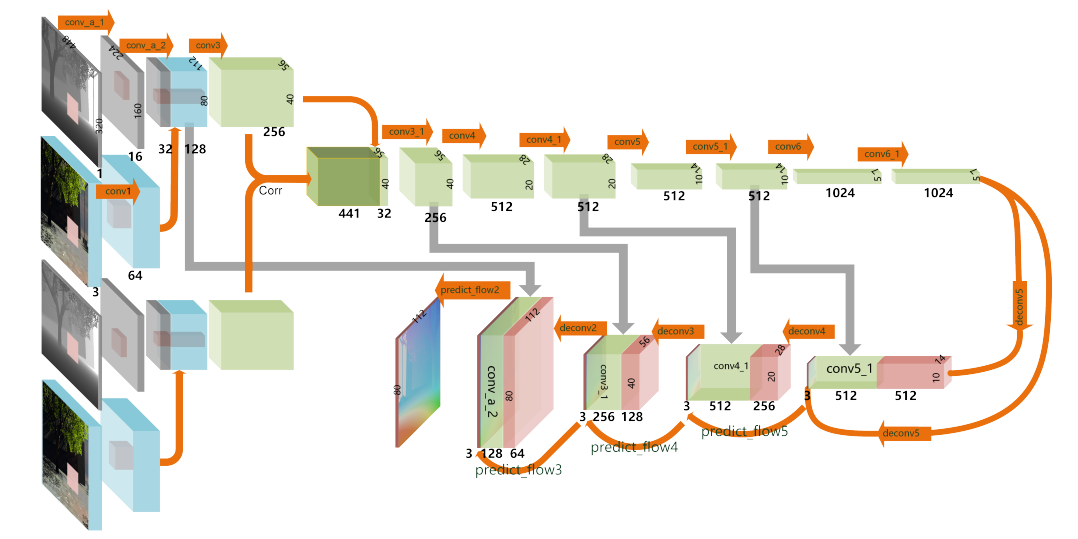 conv_a_1
conv_a_2
conv3
448
224
112
56
320
160
80
40
1
16
32
128
256
conv1
3
64
Corr
conv3_1
conv4
conv4_1
conv5
conv5_1
conv6
conv6_1
56
56
28
28
14
14
7
7
40
40
20
20
10
10
5
5
441
32
256
512
512
512
512
1024
1024
predict_flow2
deconv2
deconv3
deconv4
deconv5
112
112
56
28
14
80
80
40
20
10
conv_a_2
conv3_1
conv4_1
conv5_1
3
128
64
3
256
128
3
512
256
3
512
512
deconv5
predict_flow3
predict_flow4
predict_flow5